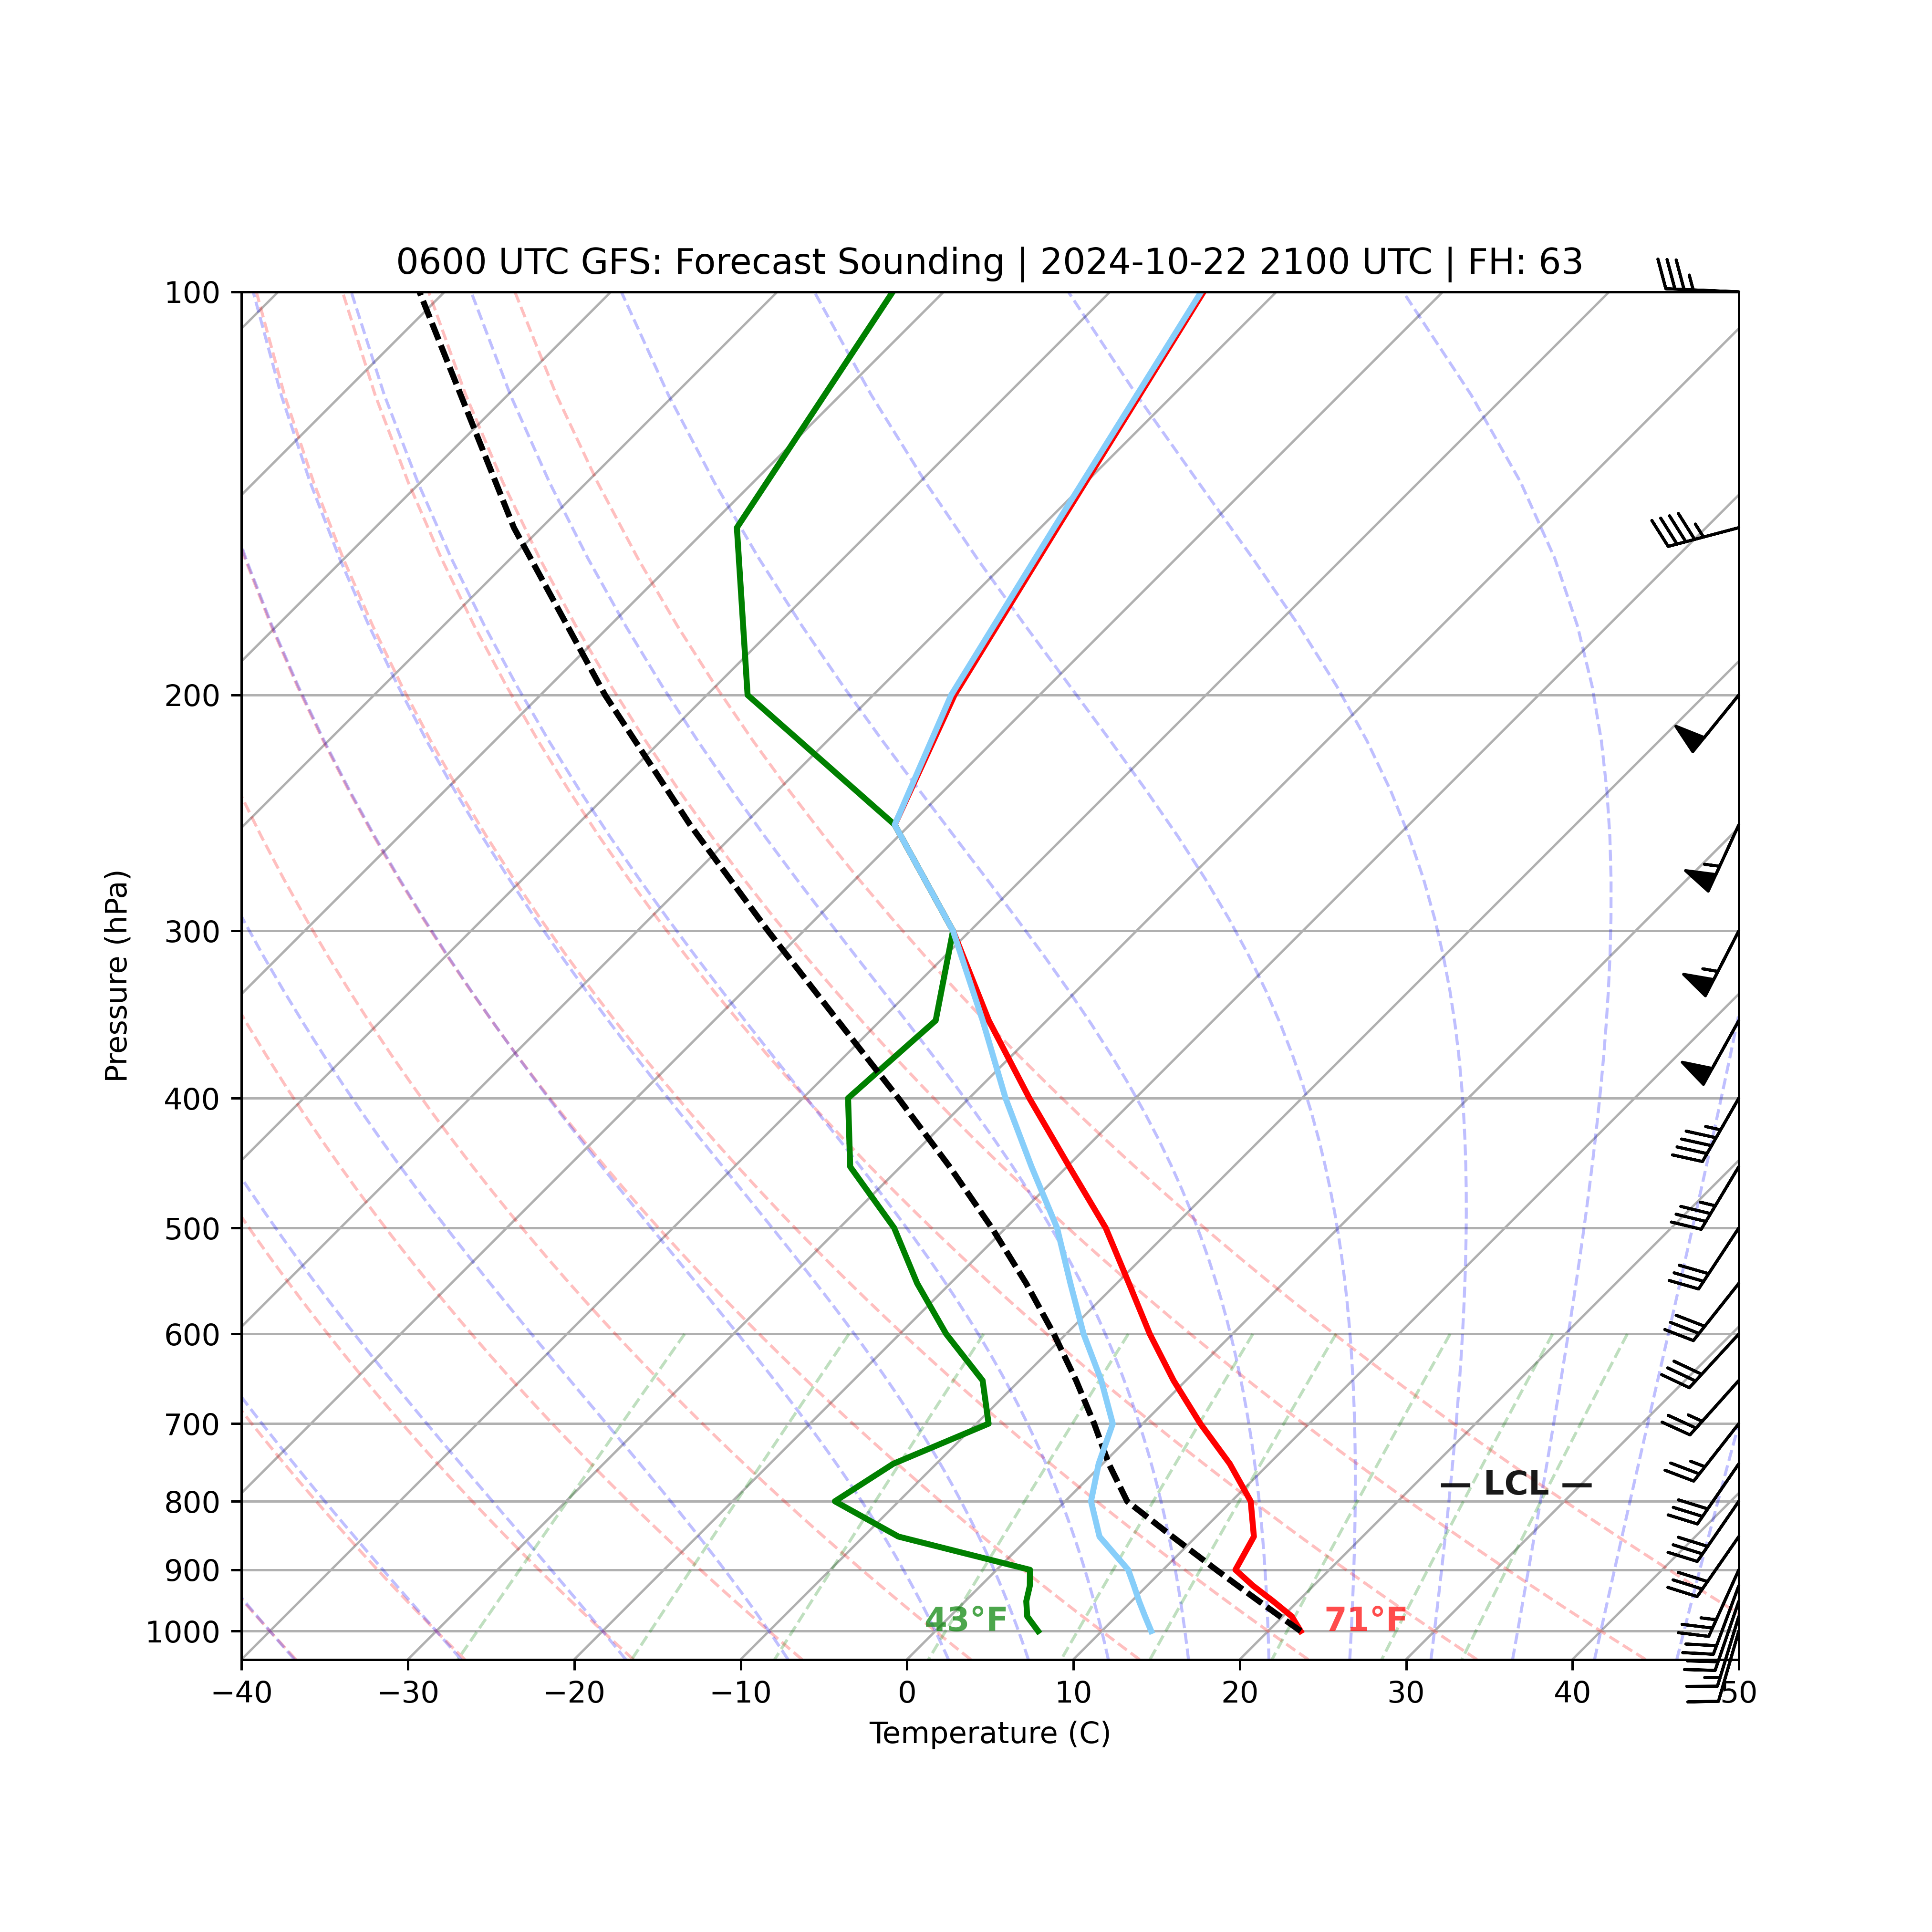 0600 UTC GFS: Forecast Sounding | 2024-10-22 2100 UTC | FH: 63
100
200
300
400
500
600
700
800
900
1000
Pressure (hPa)
— LCL —
43°F
71°F
−40 −30 −20 −10 0 10 20 30 40 50
Temperature (C)